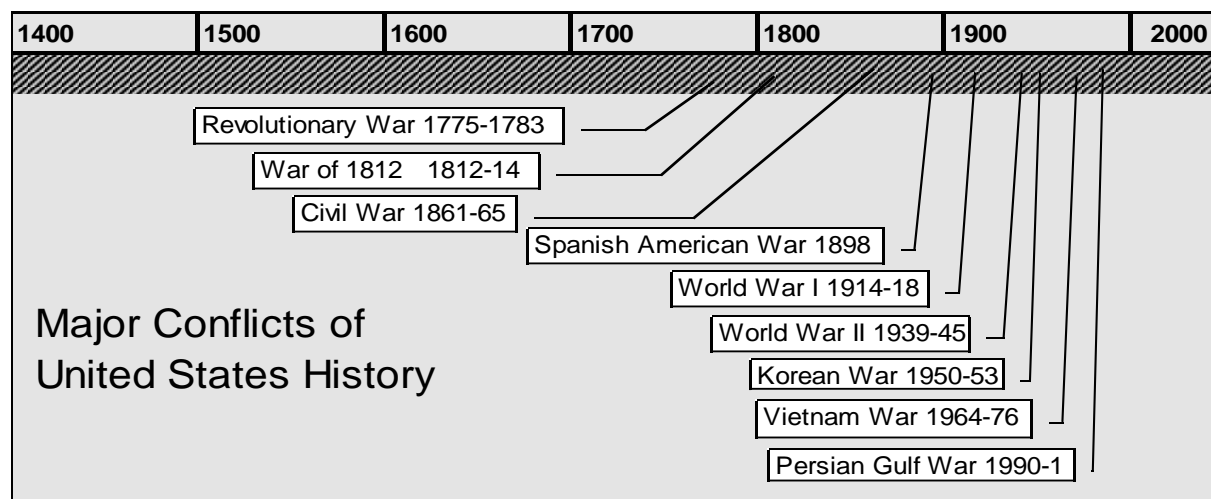 1400 1500 1600 1700 1800 1900 2000
Revolutionary War 1775-1783
War of 1812 1812-14
Civil War 1861-65
Spanish American War 1898
World War I 1914-18
Major Conflicts of
United States History
World War II 1939-45
Korean War 1950-53
Vietnam War 1964-76
Persian Gulf War 1990-1